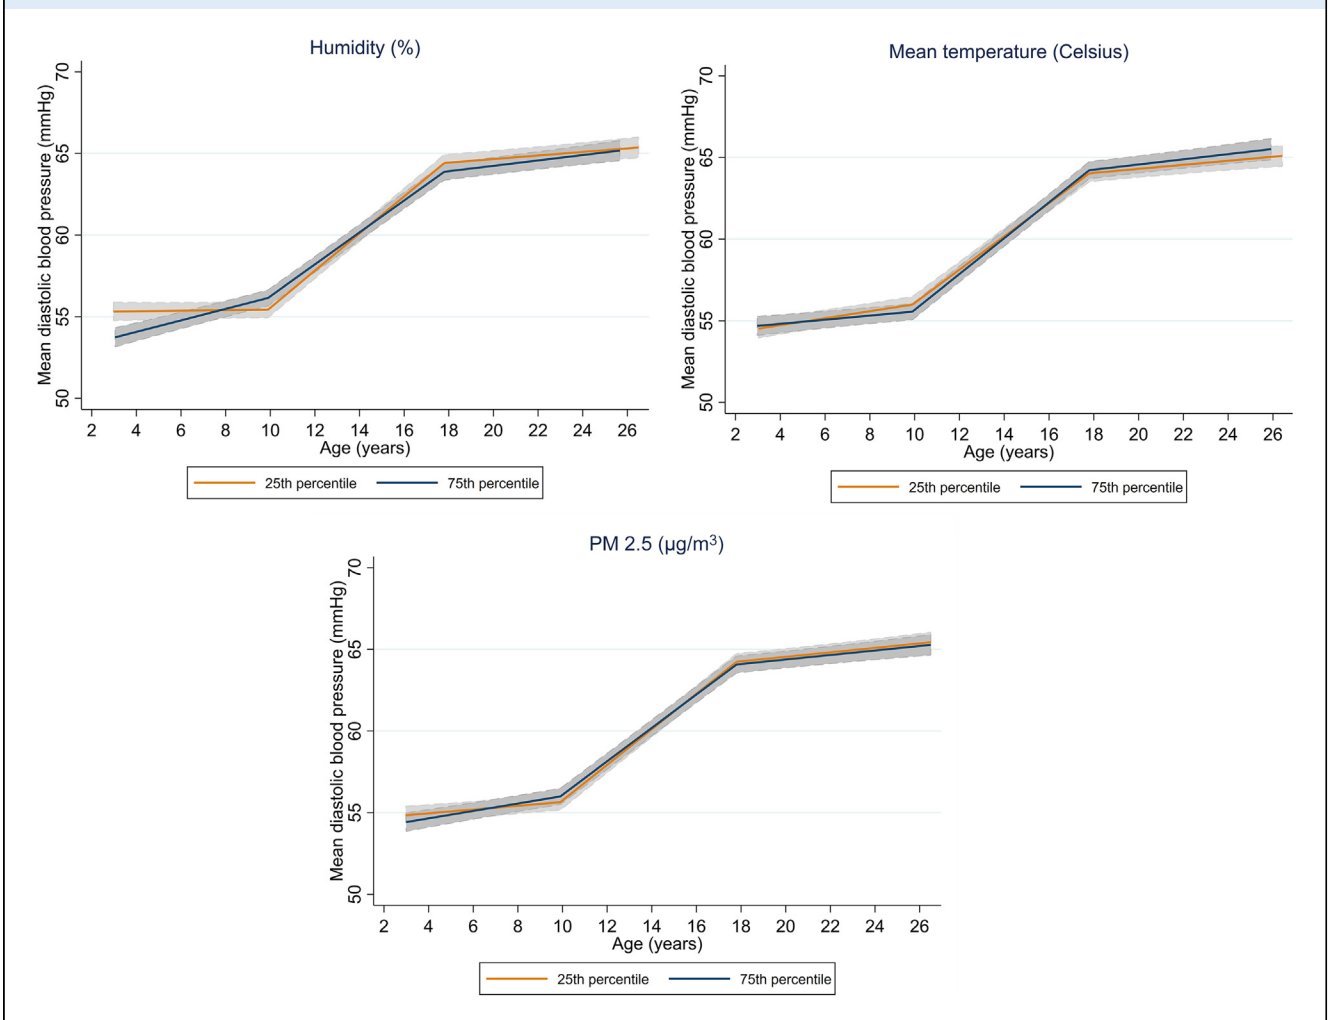 Humidity (%)
Mean diastolic blood pressure (mmHg)
70
65
60
55
50
2 4 6 8 10 12 14 16 18 20 22 24 26
Age (years)
25th percentile 75th percentile
Mean temperature (Celsius)
Mean diastolic blood pressure (mmHg)
70
65
60
55
50
2 4 6 8 10 12 14 16 18 20 22 24 26
Age (years)
25th percentile 75th percentile
PM 2.5 (µg/m³)
Mean diastolic blood pressure (mmHg)
70
65
60
55
50
2 4 6 8 10 12 14 16 18 20 22 24 26
Age (years)
25th percentile 75th percentile